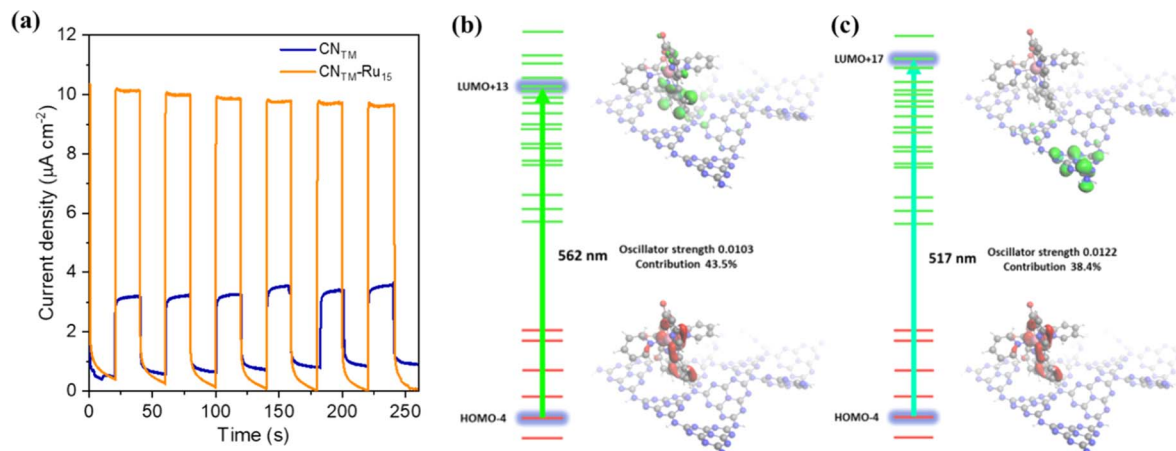 (a)
12
10
8
6
4
2
0
Current density (µA cm⁻²)
CN_TM
CN_TM-Ru₁₅
0 50 100 150 200 250
Time (s)
(b)
LUMO+13
562 nm
Oscillator strength 0.0103
Contribution 43.5%
HOMO-4
(c)
LUMO+17
517 nm
Oscillator strength 0.0122
Contribution 38.4%
HOMO-4